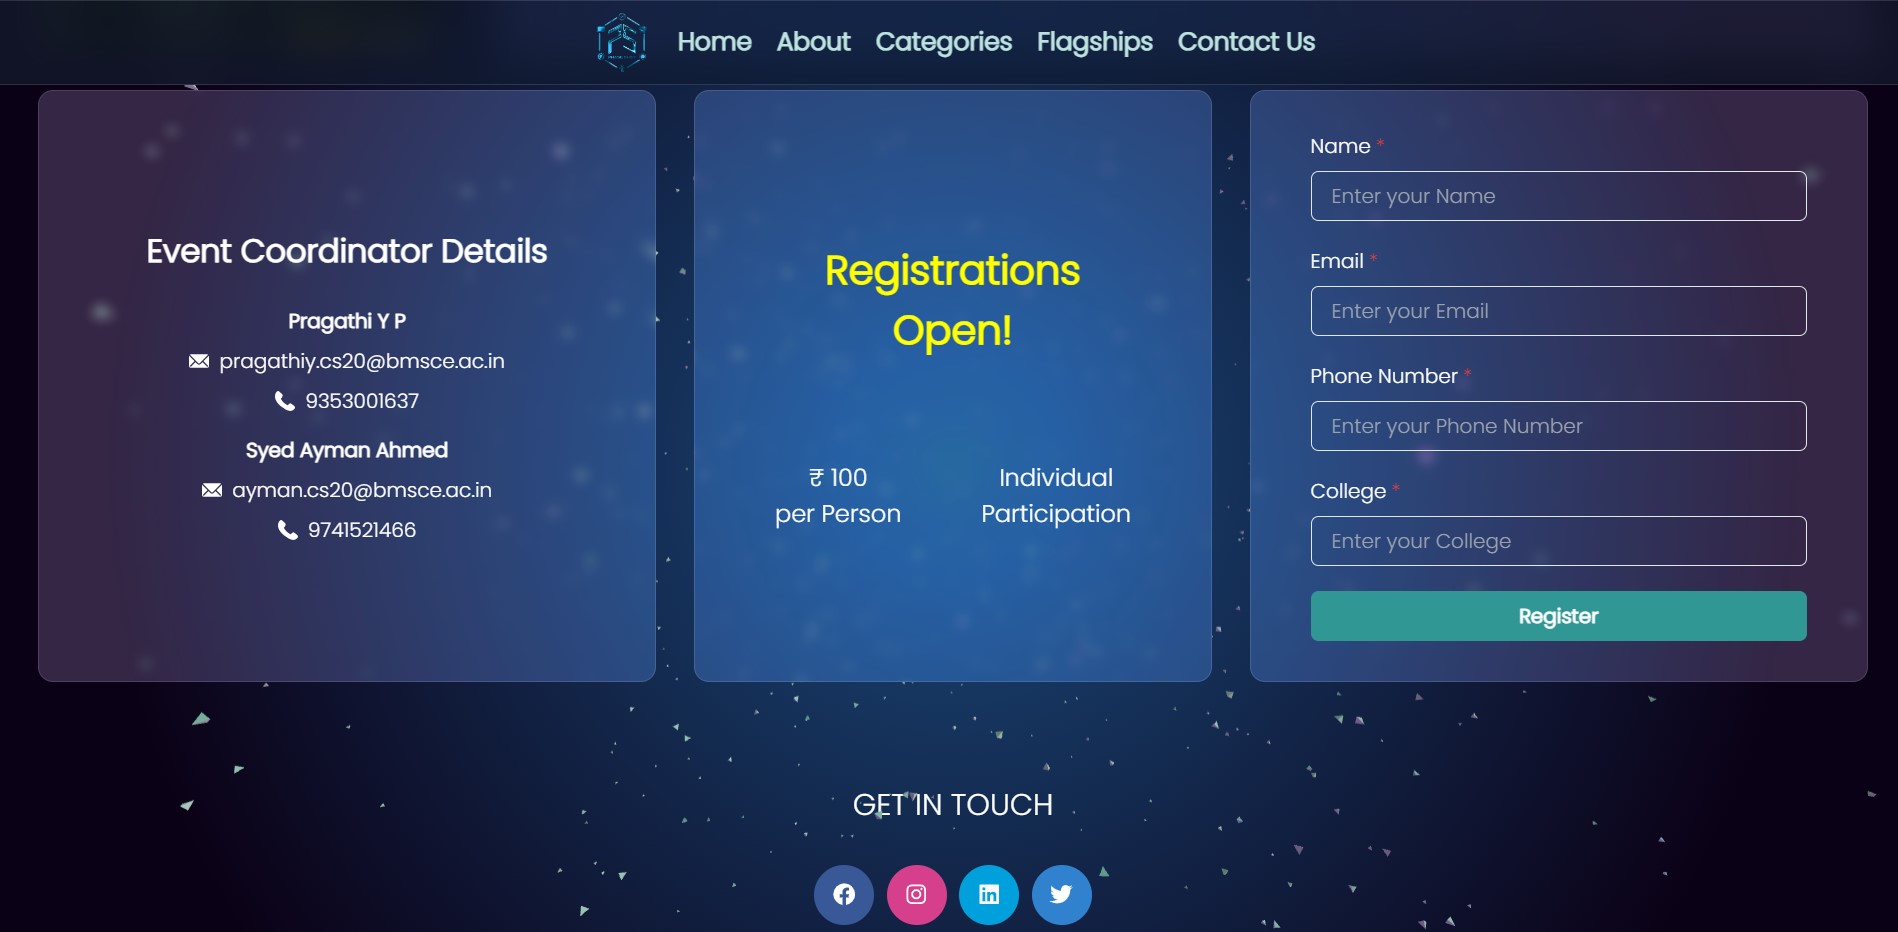 Home About Categories Flagships Contact Us
Event Coordinator Details
Pragathi Y P
pragathiy.cs20@bmsce.ac.in
9353001637
Syed Ayman Ahmed
ayman.cs20@bmsce.ac.in
9741521466
Registrations
Open!
₹ 100
per Person
Individual
Participation
Name *
Enter your Name
Email *
Enter your Email
Phone Number *
Enter your Phone Number
College *
Enter your College
Register
GET IN TOUCH